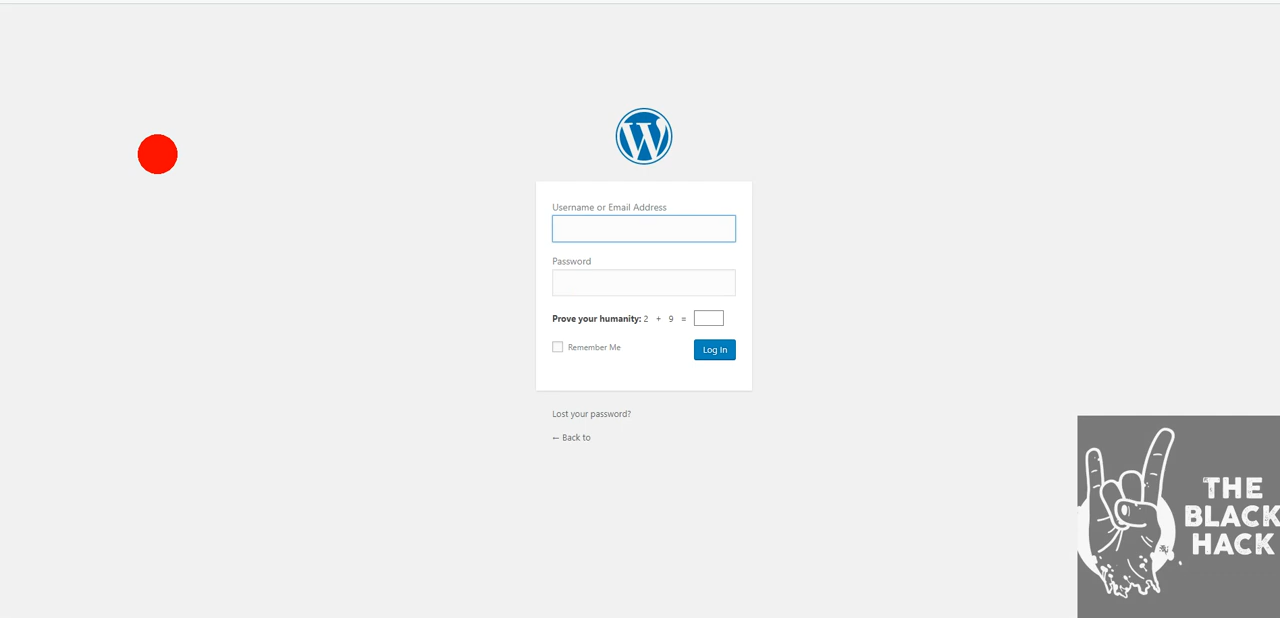 Username or Email Address
Password
Prove your humanity: 2 + 9 =
Remember Me
Log In
Lost your password?
← Back to
THE
BLACK
HACK